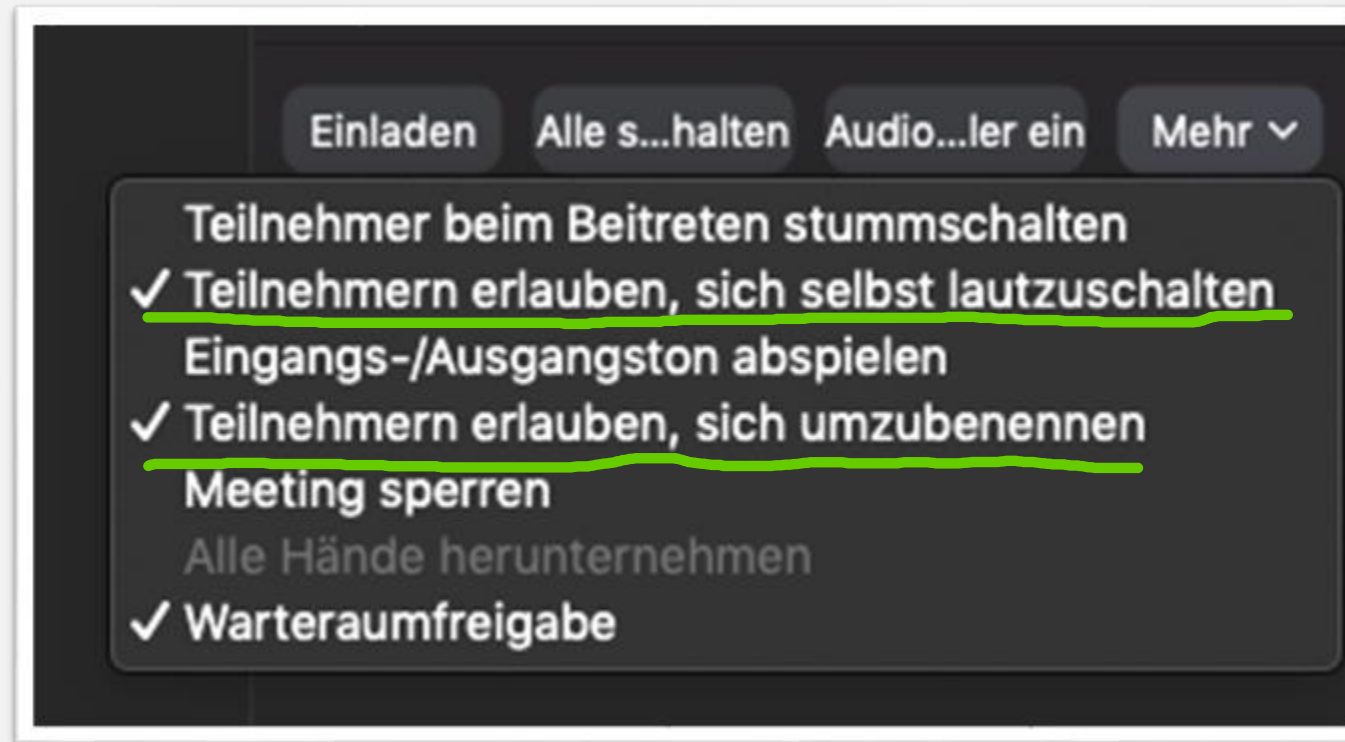 Einladen Alle s...halten Audio...ler ein Mehr
Teilnehmer beim Beitreten stummschalten
✓ Teilnehmern erlauben, sich selbst lautzuschalten
Eingangs-/Ausgangston abspielen
✓ Teilnehmern erlauben, sich umzubenennen
Meeting sperren
Alle Hände herunternehmen
✓ Warteraumfreigabe